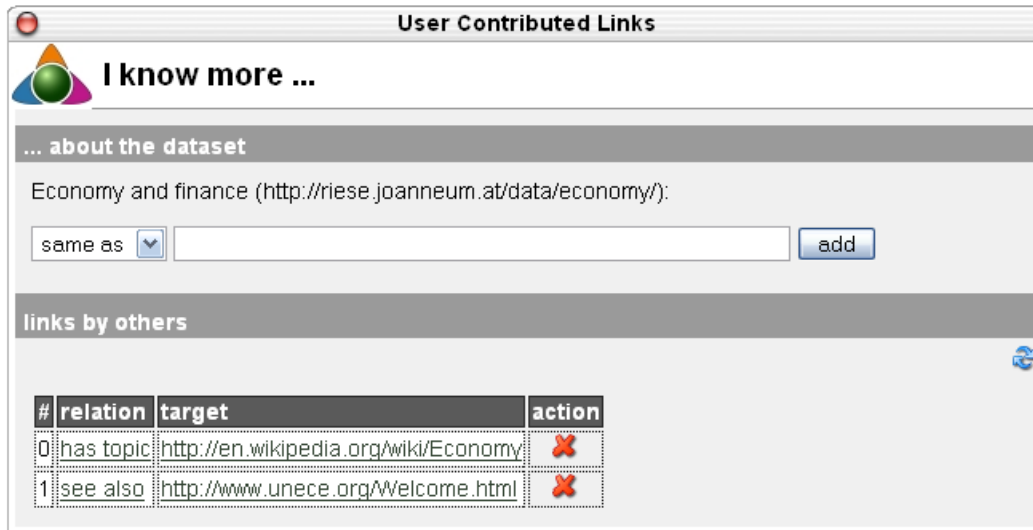 User Contributed Links
I know more ...
... about the dataset
Economy and finance (http://riese.joanneum.at/data/economy/):
same as add
links by others
# relation target action
0 has topic http://en.wikipedia.org/wiki/Economy
1 see also http://www.unece.org/Welcome.html